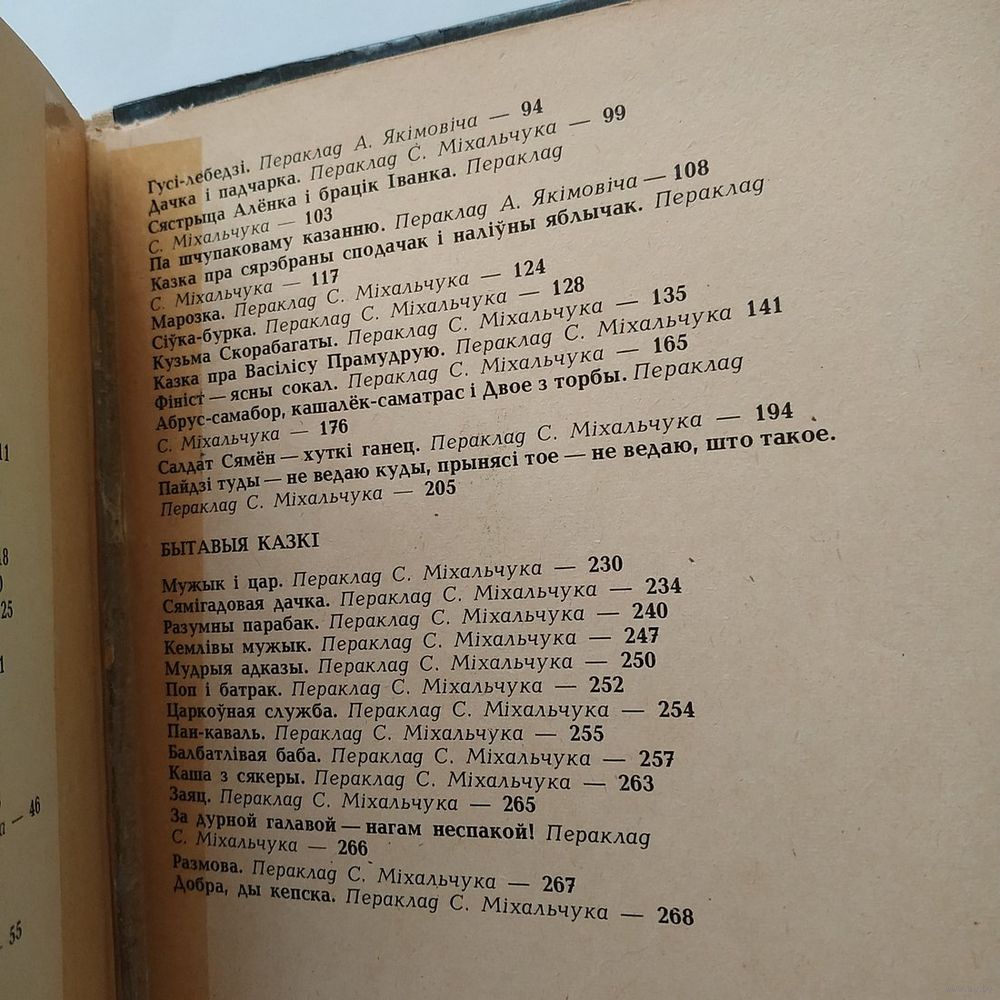 Гусі-лебедзі. Пераклад А. Якімовіча — 94
Дачка і падчарка. Пераклад С. Міхальчука — 99
Сястрыца Алёнка і брацік Іванка. Пераклад
С. Міхальчука — 103
Па шчупаковаму казанню. Пераклад А. Якімовіча — 108
Казка пра сярэбраны сподачак і наліўны яблычак. Пераклад
С. Міхальчука — 117
Марозка. Пераклад С. Міхальчука — 124
Сіўка-бурка. Пераклад С. Міхальчука — 128
Кузьма Скорабагаты. Пераклад С. Міхальчука — 135
Казка пра Васілісу Прамудрую. Пераклад С. Міхальчука 141
Фініст — ясны сокал. Пераклад С. Міхальчука — 165
Абрус-самабор, кашалёк-саматрас і Двое з торбы. Пераклад
С. Міхальчука — 176
Салдат Сямён — хуткі ганец. Пераклад С. Міхальчука — 194
Пайдзі туды — не ведаю куды, прынясі тое — не ведаю, што такое.
Пераклад С. Міхальчука — 205
БЫТАВЫЯ КАЗКІ
Мужык і цар. Пераклад С. Міхальчука — 230
Сямігадовая дачка. Пераклад С. Міхальчука — 234
Разумны парабак. Пераклад С. Міхальчука — 240
Кемлівы мужык. Пераклад С. Міхальчука — 247
Мудрыя адказы. Пераклад С. Міхальчука — 250
Поп і батрак. Пераклад С. Міхальчука — 252
Царкоўная служба. Пераклад С. Міхальчука — 254
Пан-каваль. Пераклад С. Міхальчука — 255
Балбатлівая баба. Пераклад С. Міхальчука — 257
Каша з сякеры. Пераклад С. Міхальчука — 263
Заяц. Пераклад С. Міхальчука — 265
За дурной галавой — нагам неспакой! Пераклад
С. Міхальчука — 266
Размова. Пераклад С. Міхальчука — 267
Добра, ды кепска. Пераклад С. Міхальчука — 268
25
— 46
55